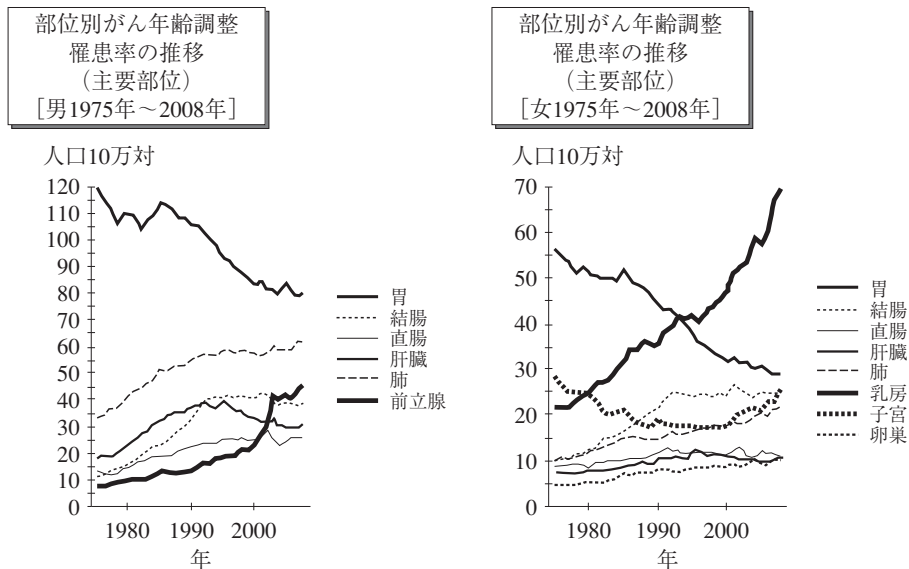 部位別がん年齢調整
罹患率の推移
（主要部位）
［男1975年～2008年］
人口10万対
120
110
100
90
80
70
60
50
40
30
20
10
0
1980
1990
2000
年
胃
結腸
直腸
肝臓
肺
前立腺
部位別がん年齢調整
罹患率の推移
（主要部位）
［女1975年～2008年］
人口10万対
70
60
50
40
30
20
10
0
1980
1990
2000
年
胃
結腸
直腸
肝臓
肺
乳房
子宮
卵巣